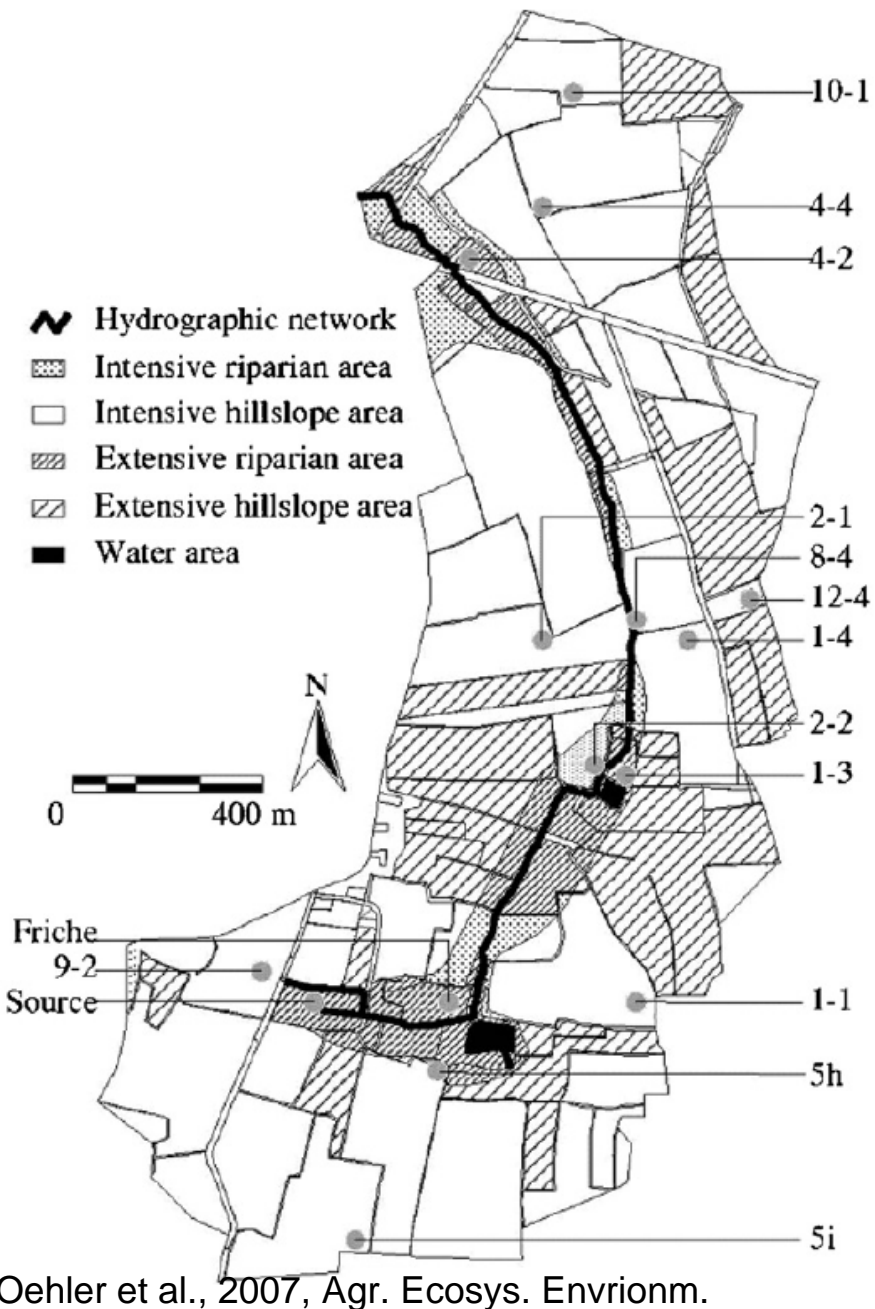 10-1
4-4
4-2
Hydrographic network
Intensive riparian area
Intensive hillslope area
Extensive riparian area
Extensive hillslope area
Water area
2-1
8-4
12-4
1-4
N
2-2
1-3
0 400 m
Friche
9-2
Source
1-1
5h
5i
Oehler et al., 2007, Agr. Ecosys. Envrionm.